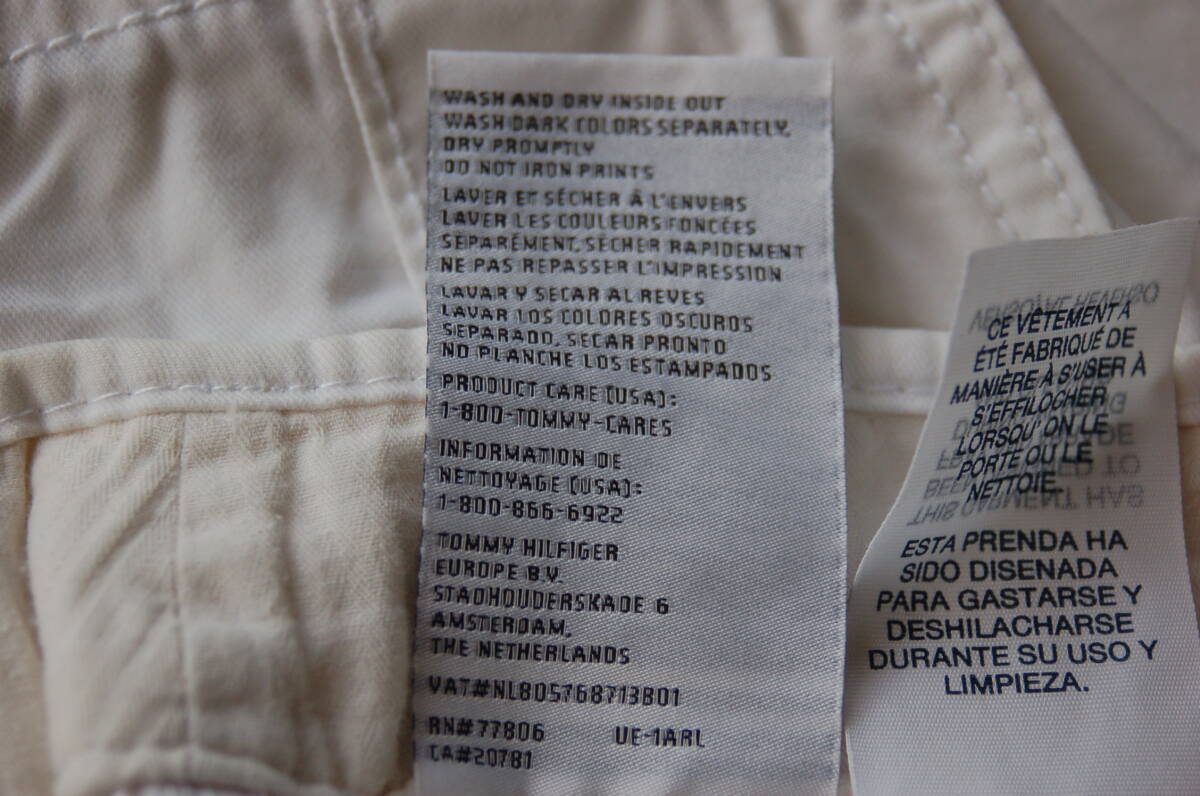 WASH AND DRY INSIDE OUT
WASH DARK COLORS SEPARATELY.
DRY PROMPTLY
DO NOT IRON PRINTS
LAVER ET SÉCHER À L'ENVERS
LAVER LES COULEURS FONCÉES
SÉPARÉMENT, SÉCHER RAPIDEMENT
NE PAS REPASSER L'IMPRESSION
LAVAR Y SECAR AL REVES
LAVAR LOS COLORES OSCUROS
SEPARADO, SECAR PRONTO
NO PLANCHE LOS ESTAMPADOS
PRODUCT CARE (USA):
1-800-TOMMY-CARES
INFORMATION DE
NETTOYAGE (USA):
1-800-866-6922
TOMMY HILFIGER
EUROPE B.V.
STADHOUDERSKADE 6
AMSTERDAM,
THE NETHERLANDS
VAT#NL805768713B01
RN#77806 UE-1ARL
CA#20781
CE VÊTEMENT A
ÉTÉ FABRIQUÉ DE
MANIÈRE À S'USER À
S'EFFILOCHER
LORSQU'ON LE
PORTE OU LE
NETTOIE.
THIS GARMENT HAS
ESTA PRENDA HA
SIDO DISENADA
PARA GASTARSE Y
DESHILACHARSE
DURANTE SU USO Y
LIMPIEZA.